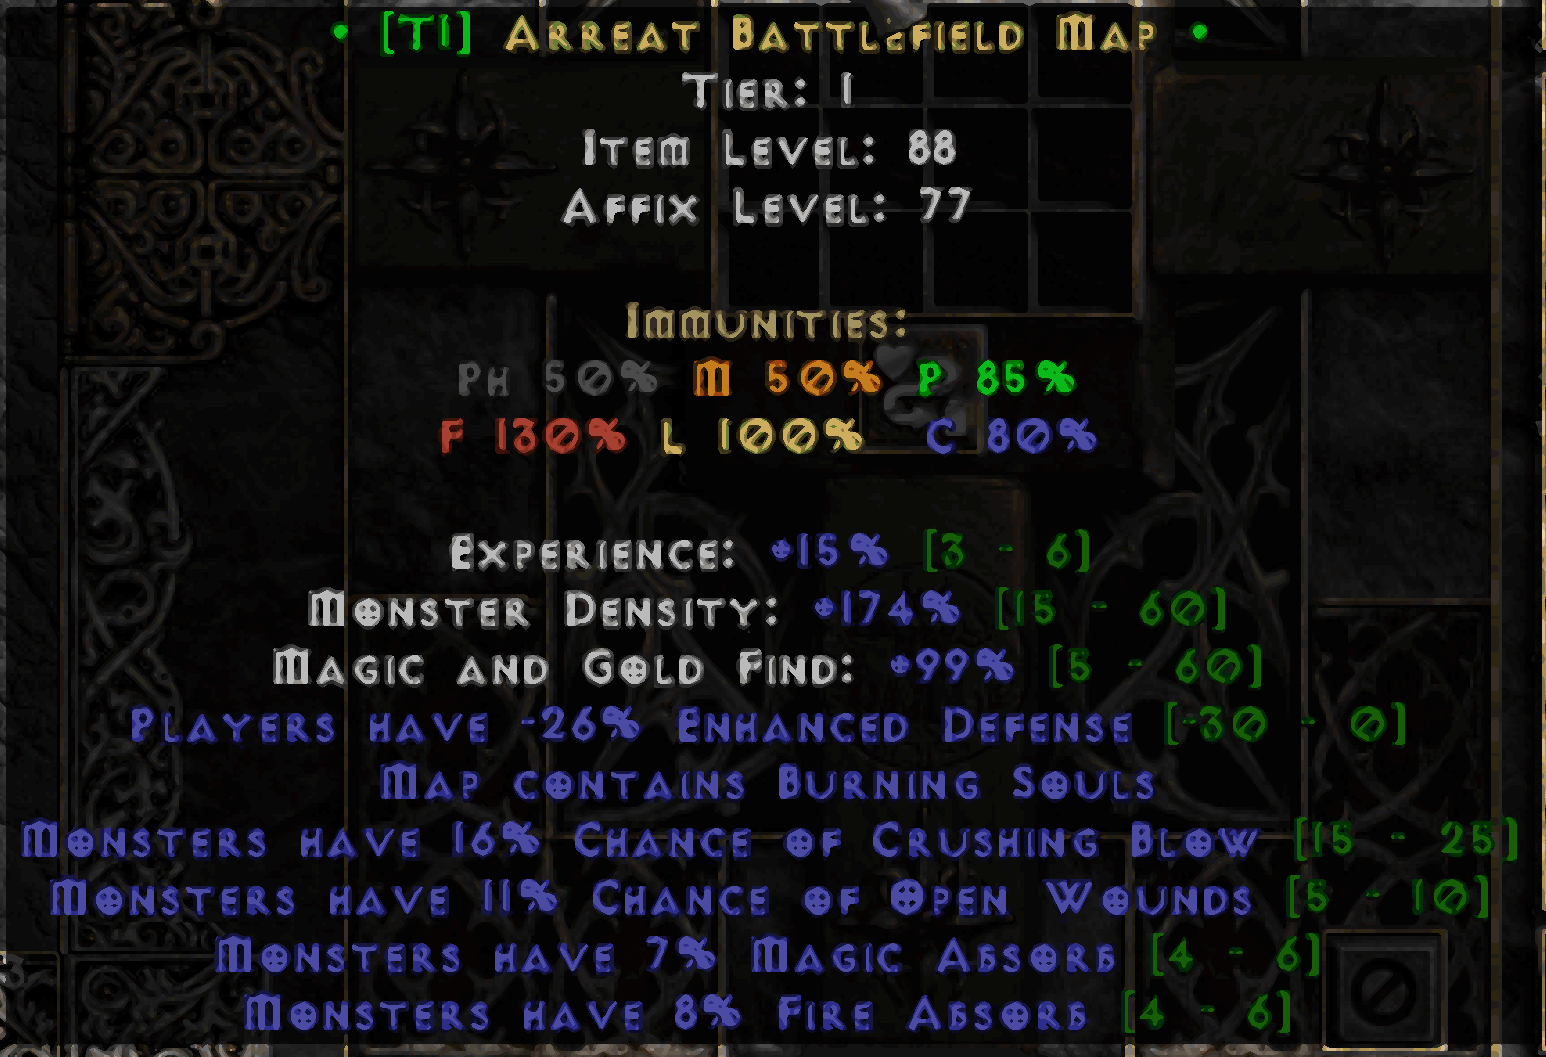 • [T1] Arreat Battlefield Map •
Tier: 1
Item Level: 88
Affix Level: 77
Immunities:
Ph 50% M 50% P 85%
F 130% L 100% C 80%
Experience: +15% [3 - 6]
Monster Density: +174% [15 - 60]
Magic and Gold Find: +99% [5 - 60]
Players have -26% Enhanced Defense [-30 - 0]
Map contains Burning Souls
Monsters have 16% Chance of Crushing Blow [15 - 25]
Monsters have 11% Chance of Open Wounds [5 - 10]
Monsters have 7% Magic Absorb [4 - 6]
Monsters have 8% Fire Absorb [4 - 6]